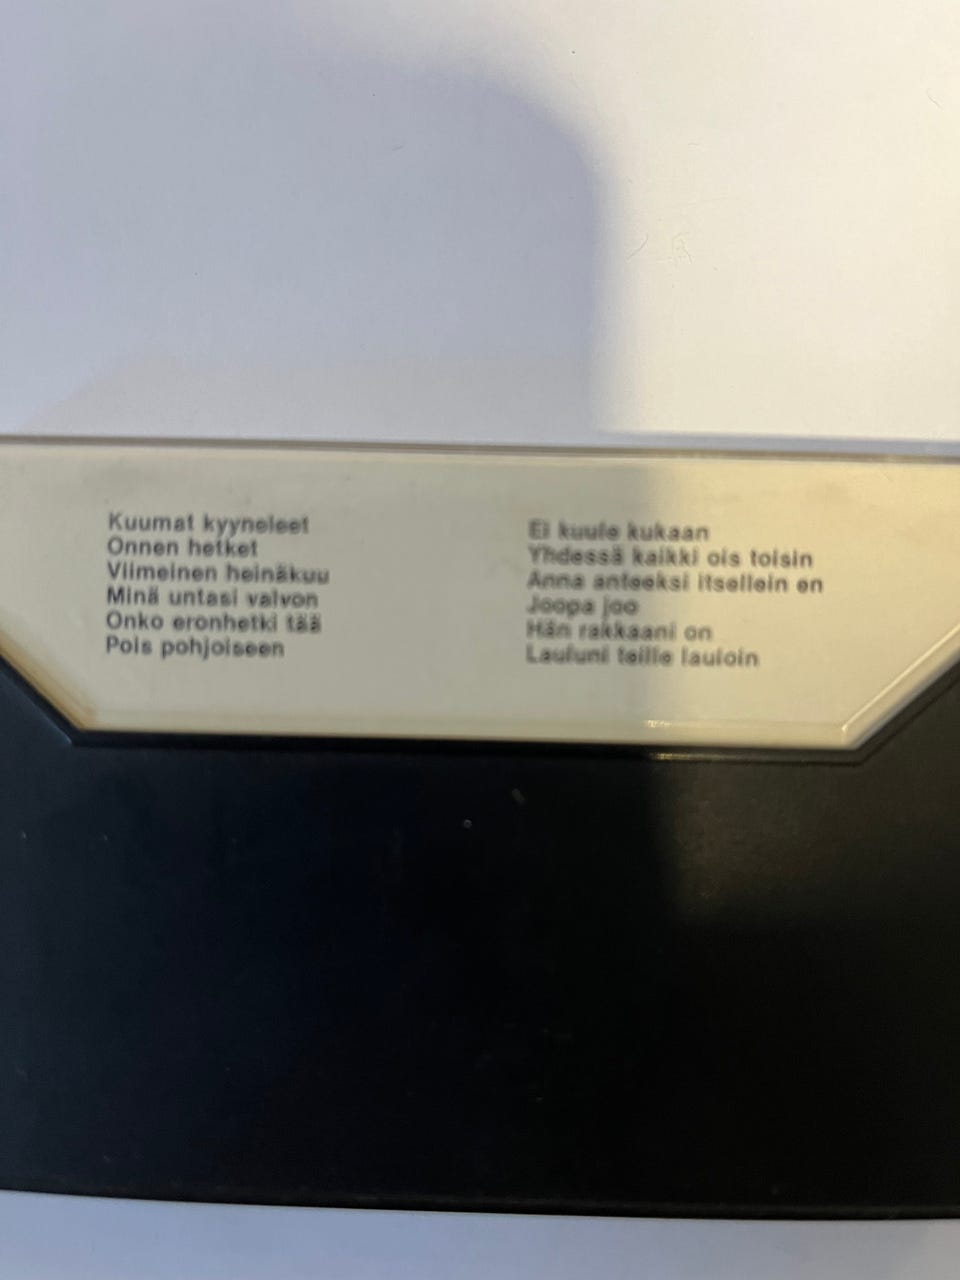 Kuumat kyyneleet
Onnen hetket
Viimeinen heinäkuu
Minä untasi valvon
Onko eronhetki tää
Pois pohjoiseen
Ei kuule kukaan
Yhdessä kaikki ois toisin
Anna anteeksi itsellein en
Joopa joo
Hän rakkaani on
Lauluni teille lauloin